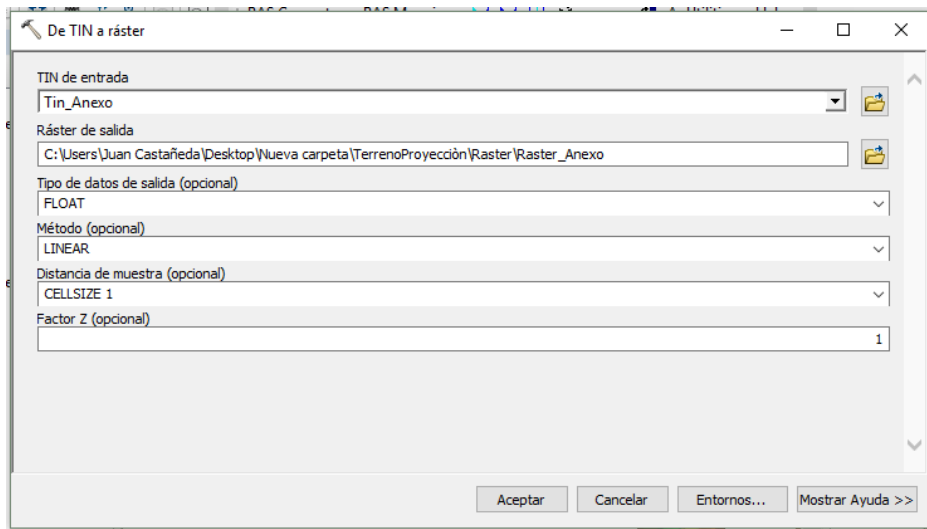 De TIN a ráster
TIN de entrada
Tin_Anexo
Ráster de salida
C:\Users\Juan Castañeda\Desktop\Nueva carpeta\TerrenoProyecciòn\Raster\Raster_Anexo
Tipo de datos de salida (opcional)
FLOAT
Método (opcional)
LINEAR
Distancia de muestra (opcional)
CELLSIZE 1
Factor Z (opcional)
1
Aceptar
Cancelar
Entornos...
Mostrar Ayuda >>